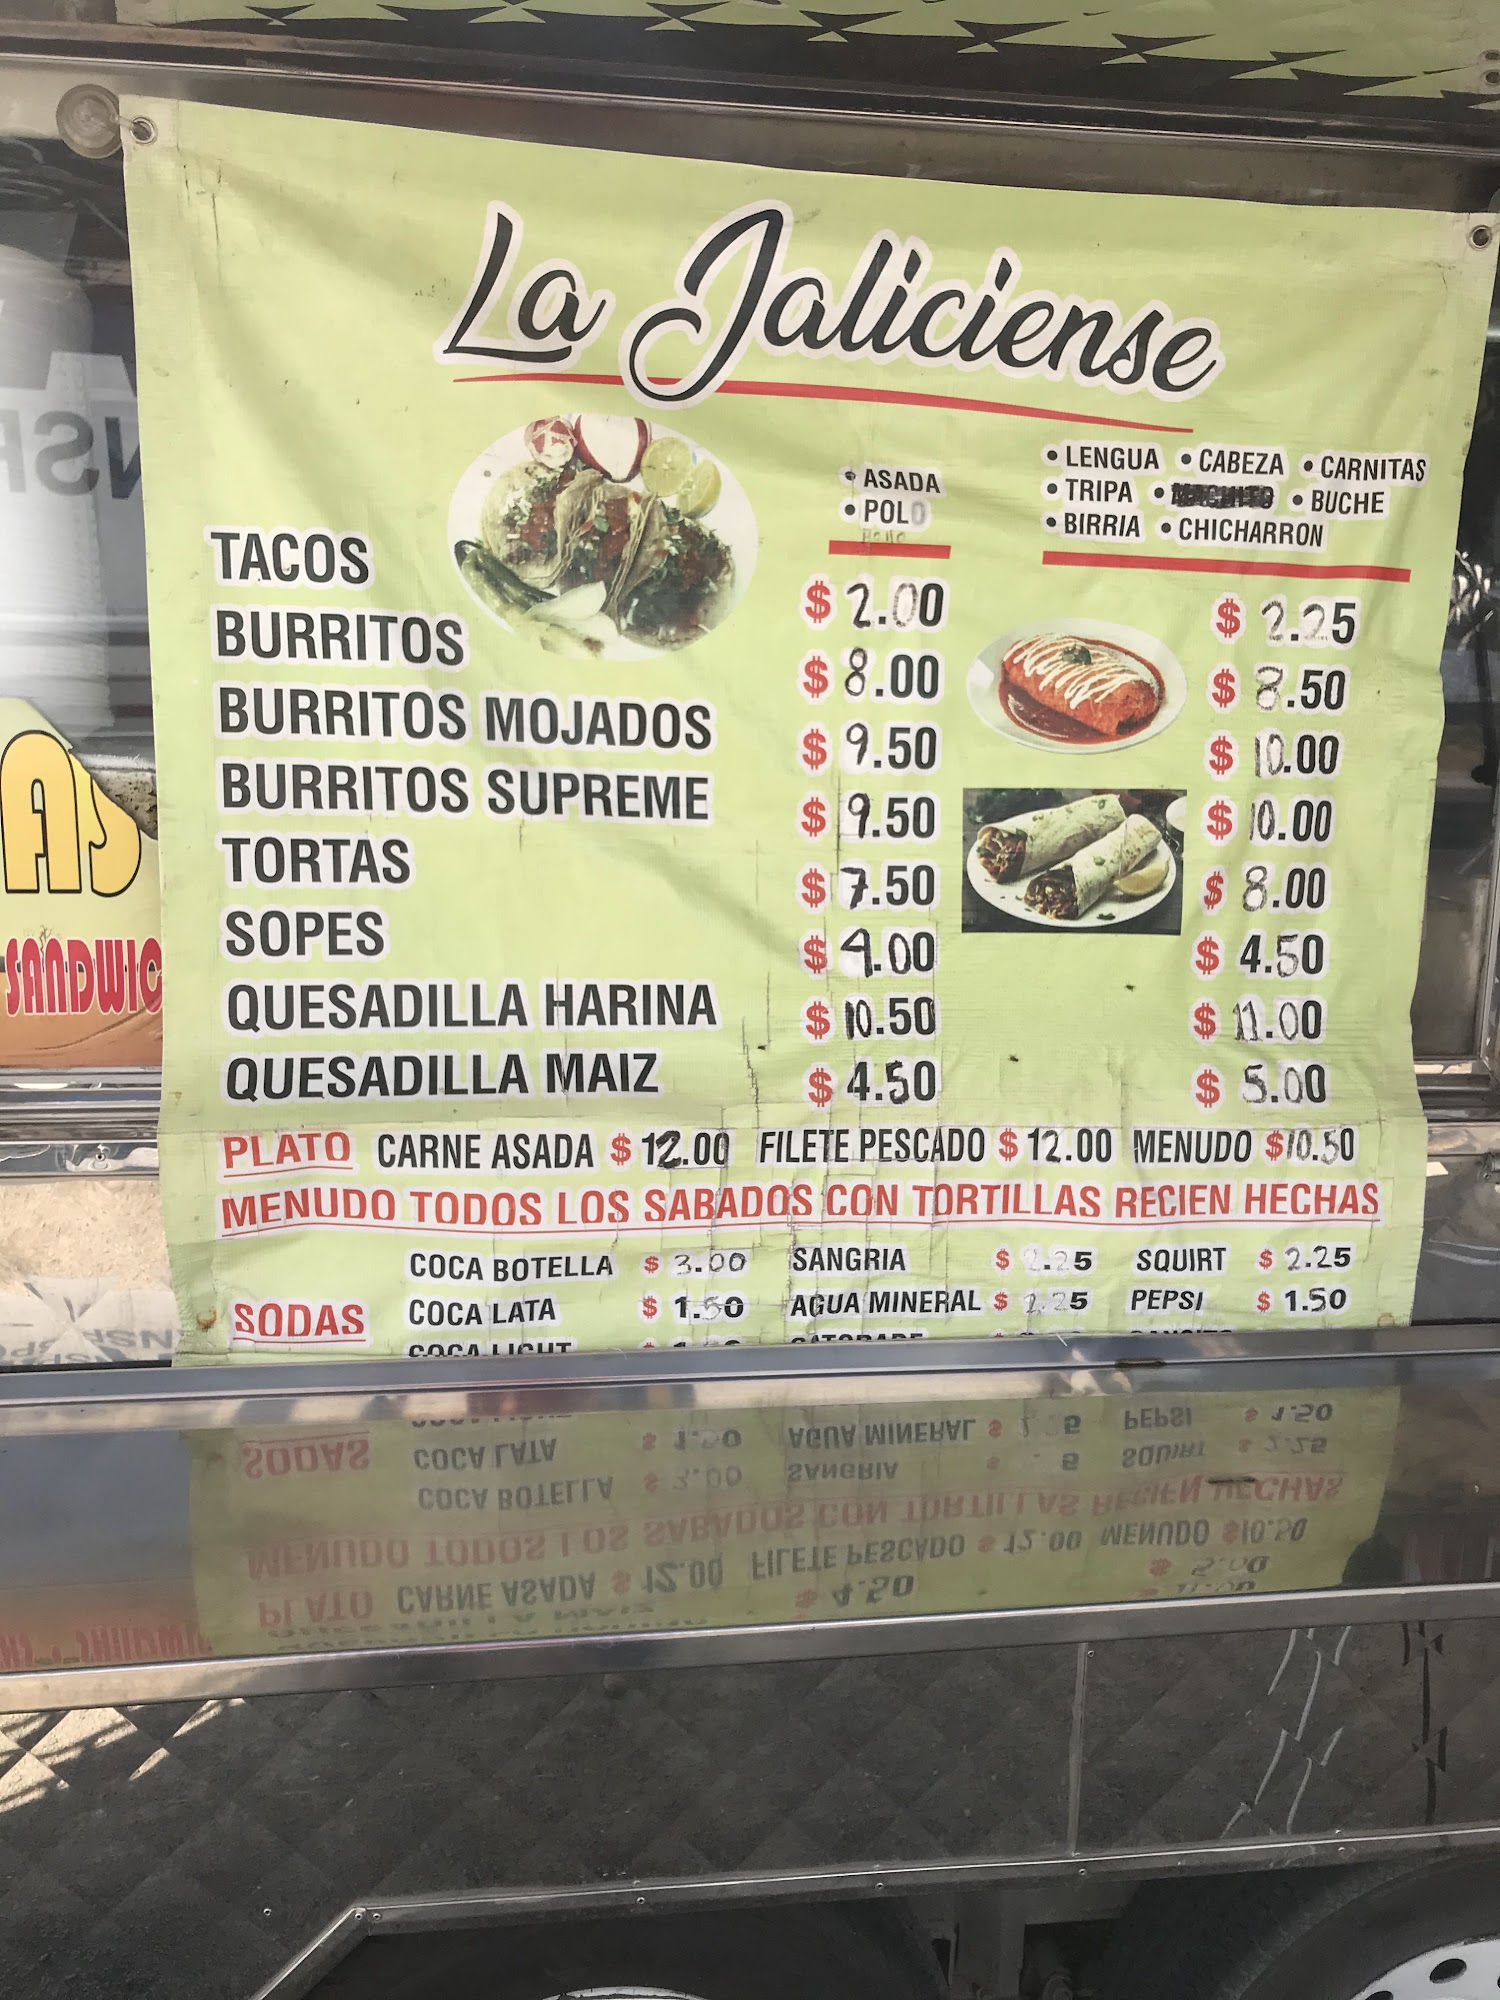 La Jaliciense
• ASADA
• POLO
• LENGUA • CABEZA • CARNITAS
• TRIPA • BUCHE
• BIRRIA • CHICHARRON
TACOS $ 2.00 $ 2.25
BURRITOS $ 8.00 $ 8.50
BURRITOS MOJADOS $ 9.50 $ 10.00
BURRITOS SUPREME $ 9.50 $ 10.00
TORTAS $ 7.50 $ 8.00
SOPES $ 4.00 $ 4.50
QUESADILLA HARINA $ 10.50 $ 11.00
QUESADILLA MAIZ $ 4.50 $ 5.00
PLATO CARNE ASADA $ 12.00 FILETE PESCADO $ 12.00 MENUDO $10.50
MENUDO TODOS LOS SABADOS CON TORTILLAS RECIEN HECHAS
SODAS
COCA BOTELLA $ 3.00 SANGRIA $ 2.25 SQUIRT $ 2.25
COCA LATA $ 1.50 AGUA MINERAL $ 2.25 PEPSI $ 1.50
COCA LIGHT GATORADE
AS
SANDWIC